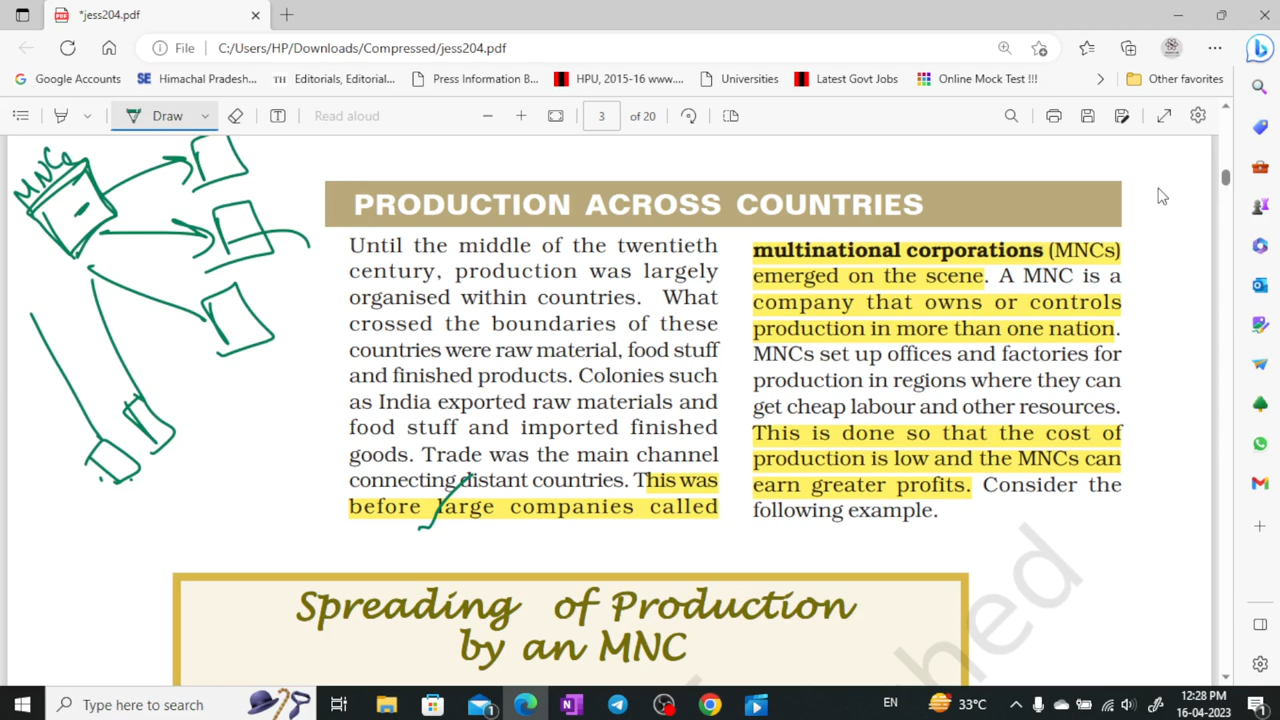 *jess204.pdf
File
C:/Users/HP/Downloads/Compressed/jess204.pdf
Google Accounts
SE Himachal Pradesh...
TH Editorials, Editorial...
Press Information B...
HPU, 2015-16 www....
Universities
Latest Govt Jobs
Online Mock Test !!!
Other favorites
Draw
Read aloud
3 of 20
MNCs
PRODUCTION ACROSS COUNTRIES
Until the middle of the twentieth
century, production was largely
organised within countries. What
crossed the boundaries of these
countries were raw material, food stuff
and finished products. Colonies such
as India exported raw materials and
food stuff and imported finished
goods. Trade was the main channel
connecting distant countries. This was
before large companies called
multinational corporations (MNCs)
emerged on the scene. A MNC is a
company that owns or controls
production in more than one nation.
MNCs set up offices and factories for
production in regions where they can
get cheap labour and other resources.
This is done so that the cost of
production is low and the MNCs can
earn greater profits. Consider the
following example.
Spreading of Production
by an MNC
hed
Type here to search
1
EN
33°C
12:28 PM
16-04-2023
1